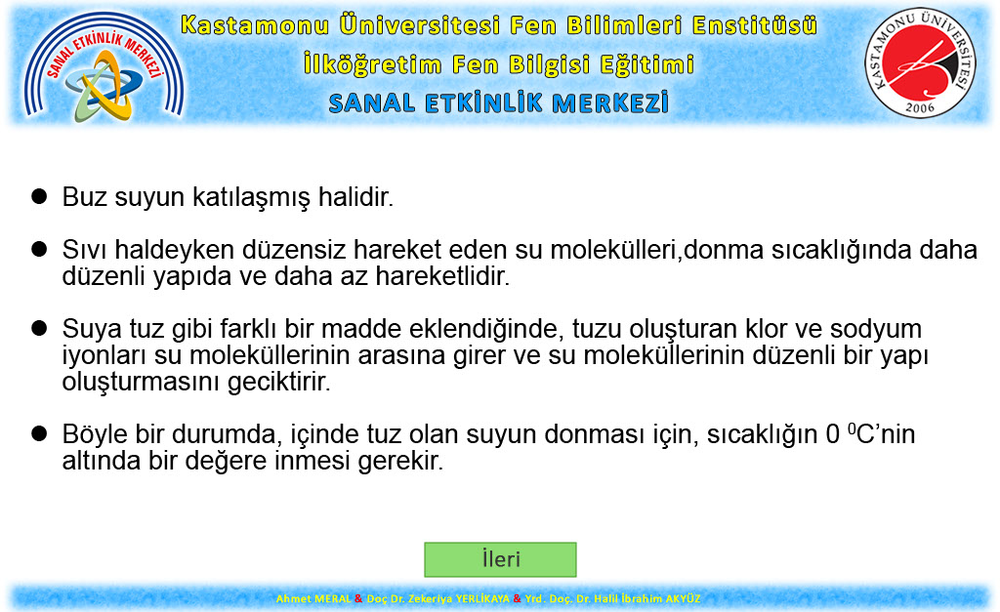 SANAL ETKİNLİK MERKEZİ
Kastamonu Üniversitesi Fen Bilimleri Enstitüsü
İlköğretim Fen Bilgisi Eğitimi
SANAL ETKİNLİK MERKEZİ
KASTAMONU ÜNİVERSİTESİ
2006
● Buz suyun katılaşmış halidir.
● Sıvı haldeyken düzensiz hareket eden su molekülleri,donma sıcaklığında daha
düzenli yapıda ve daha az hareketlidir.
● Suya tuz gibi farklı bir madde eklendiğinde, tuzu oluşturan klor ve sodyum
iyonları su moleküllerinin arasına girer ve su moleküllerinin düzenli bir yapı
oluşturmasını geciktirir.
● Böyle bir durumda, içinde tuz olan suyun donması için, sıcaklığın 0 ⁰C’nin
altında bir değere inmesi gerekir.
İleri
Ahmet MERAL & Doç Dr. Zekeriya YERLİKAYA & Yrd. Doç. Dr. Halil İbrahim AKYÜZ